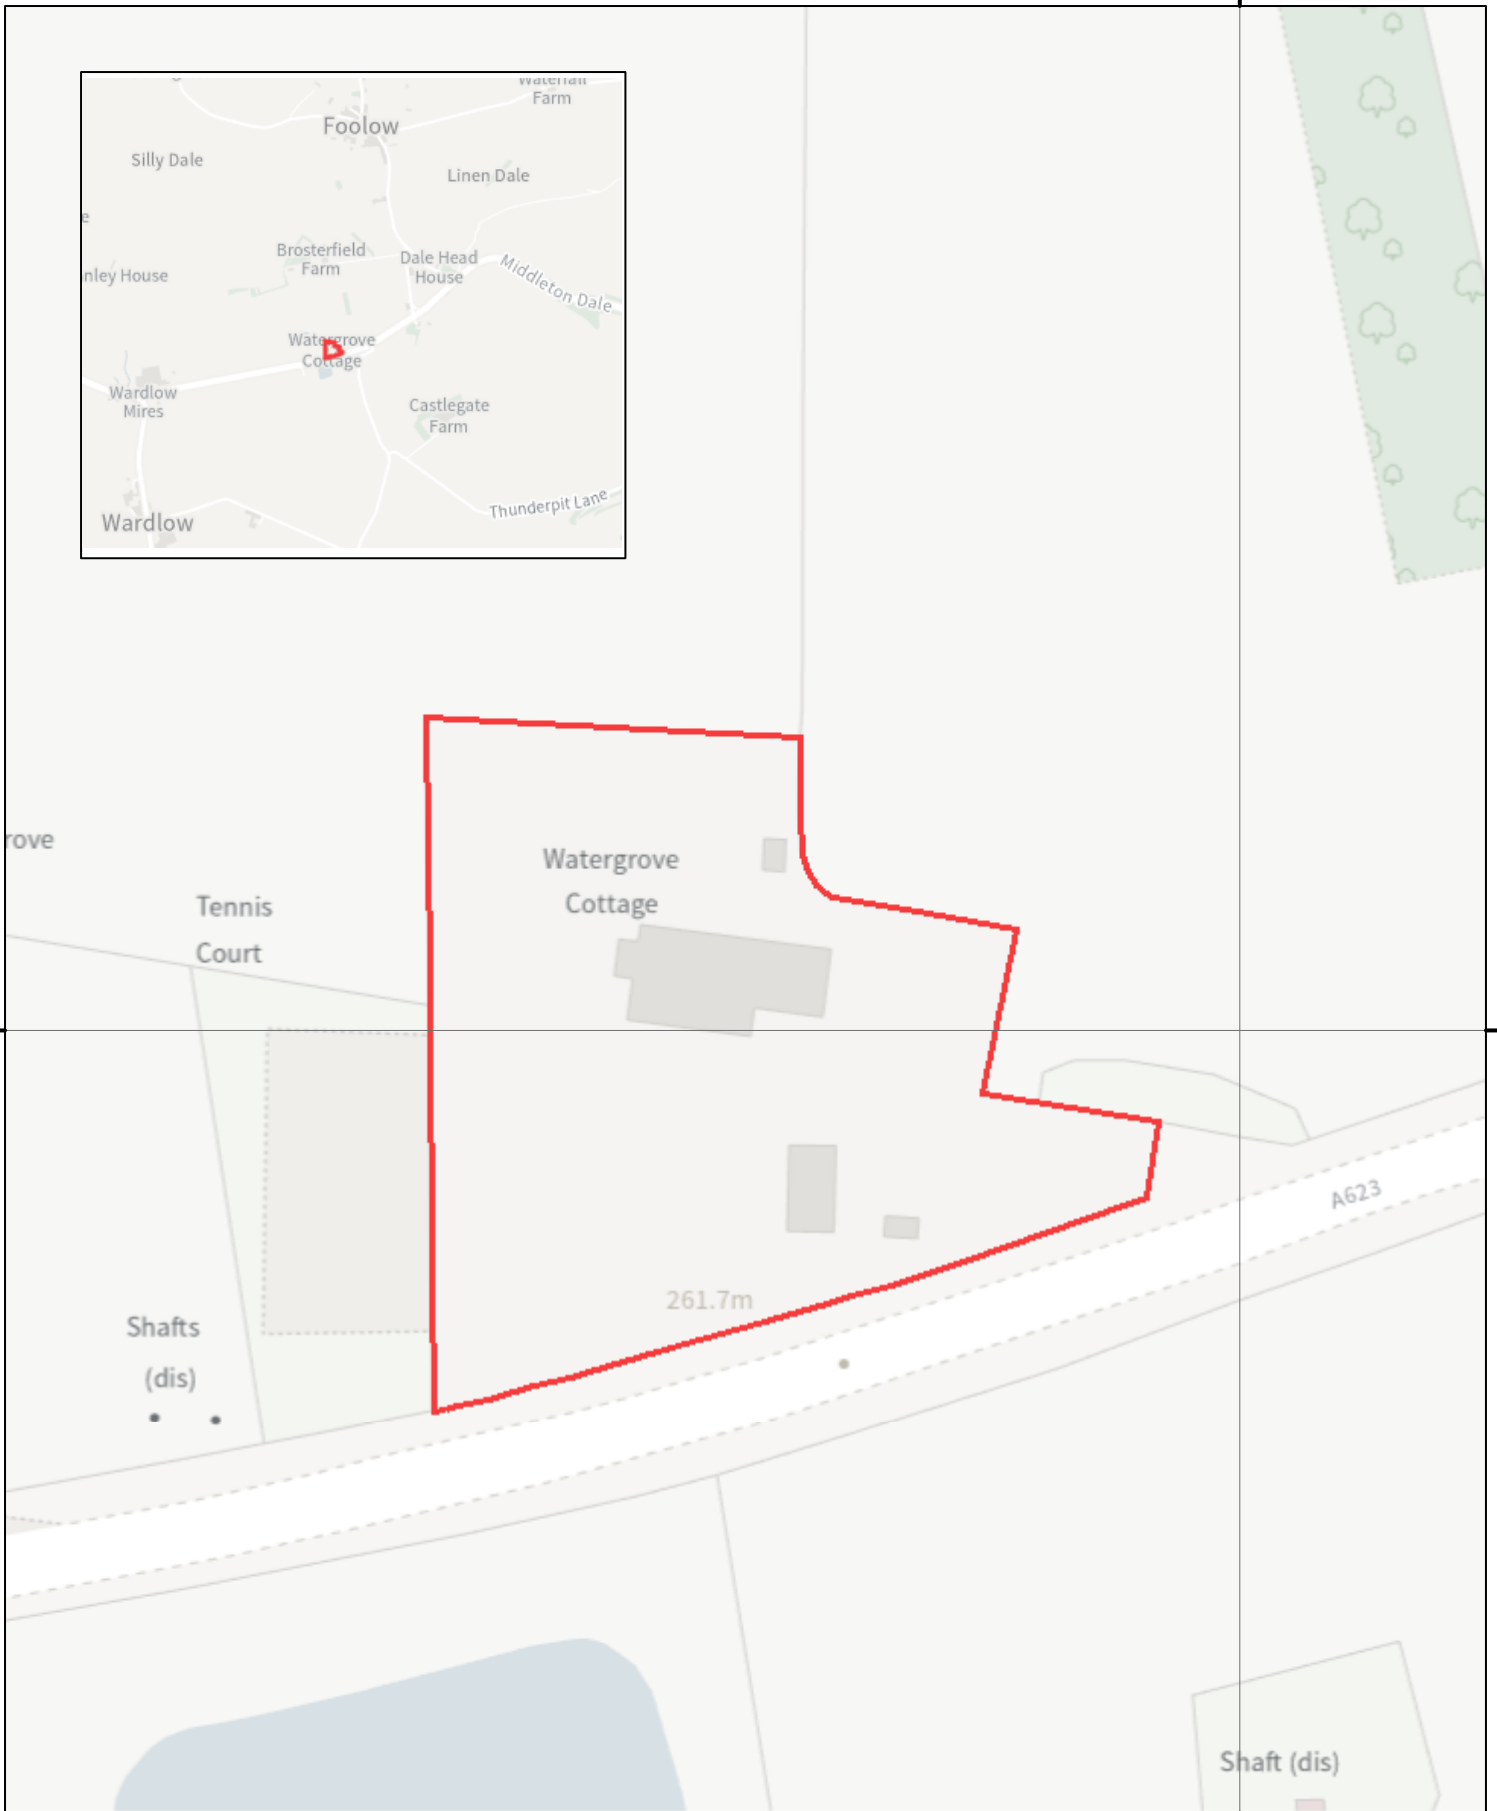 Waterfall
Farm
Foolow
Silly Dale
Linen Dale
e
Brosterfield
Farm
Dale Head
House
nley House
Middleton Dale
Watergrove
Cottage
Wardlow
Mires
Castlegate
Farm
Thunderpit Lane
Wardlow
rove
Watergrove
Cottage
Tennis
Court
A623
261.7m
Shafts
(dis)
Shaft (dis)